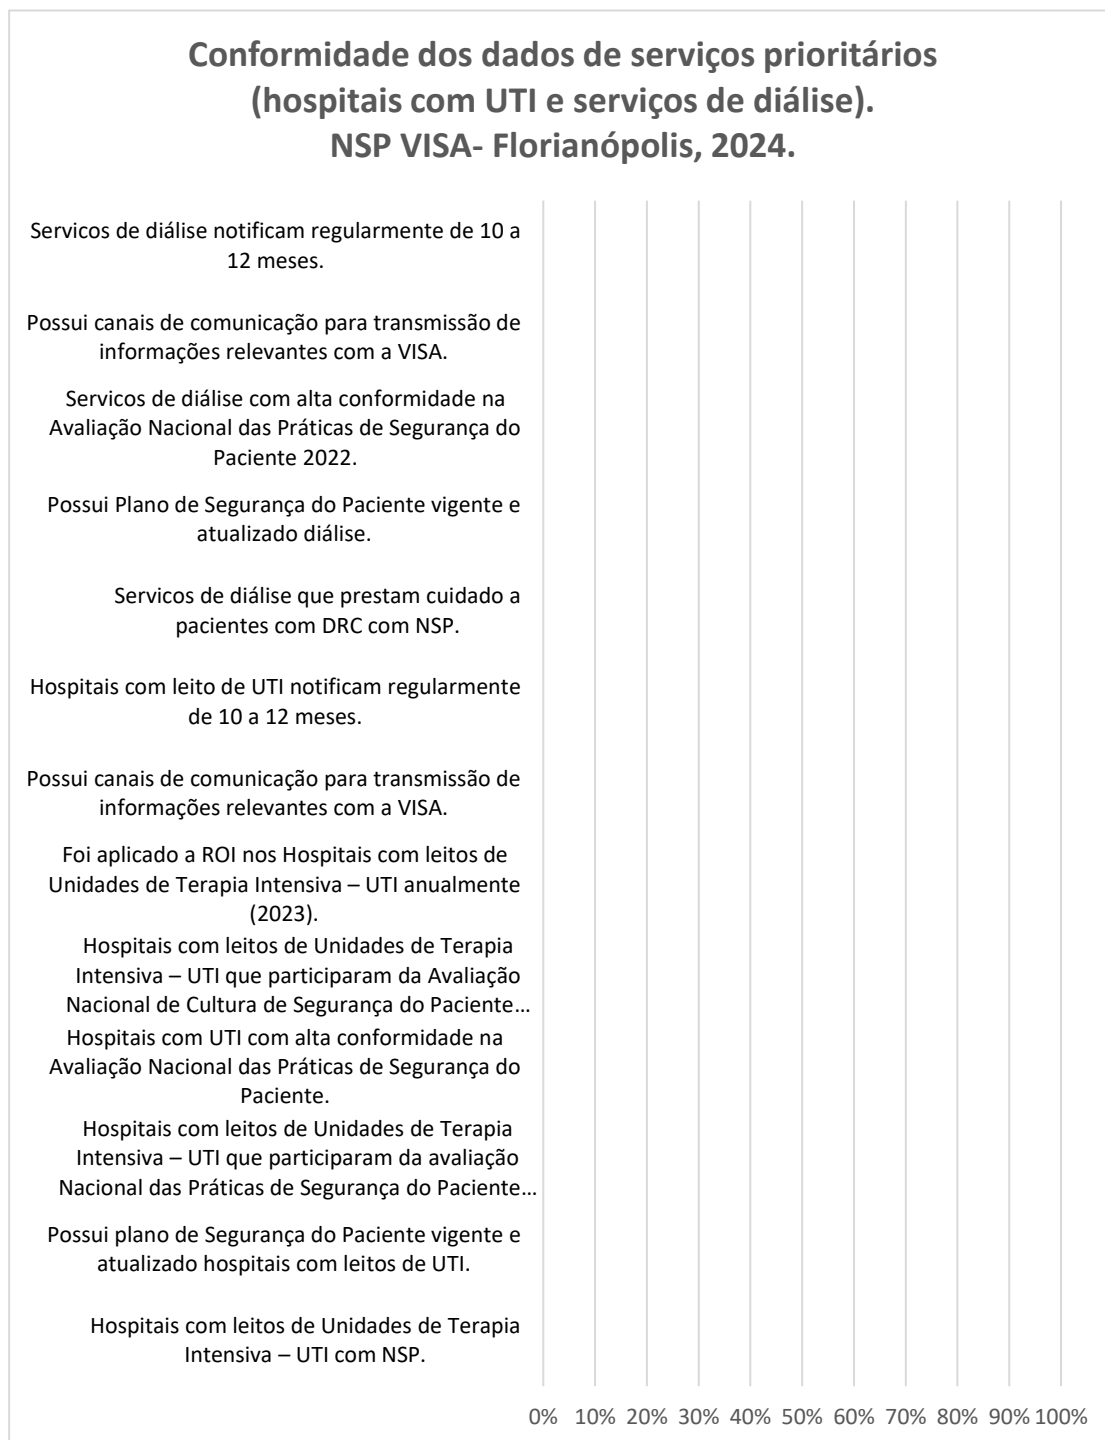 Conformidade dos dados de serviços prioritários
(hospitais com UTI e serviços de diálise).
NSP VISA- Florianópolis, 2024.
Servicos de diálise notificam regularmente de 10 a
12 meses.
Possui canais de comunicação para transmissão de
informações relevantes com a VISA.
Servicos de diálise com alta conformidade na
Avaliação Nacional das Práticas de Segurança do
Paciente 2022.
Possui Plano de Segurança do Paciente vigente e
atualizado diálise.
Servicos de diálise que prestam cuidado a
pacientes com DRC com NSP.
Hospitais com leito de UTI notificam regularmente
de 10 a 12 meses.
Possui canais de comunicação para transmissão de
informações relevantes com a VISA.
Foi aplicado a ROI nos Hospitais com leitos de
Unidades de Terapia Intensiva – UTI anualmente
(2023).
Hospitais com leitos de Unidades de Terapia
Intensiva – UTI que participaram da Avaliação
Nacional de Cultura de Segurança do Paciente…
Hospitais com UTI com alta conformidade na
Avaliação Nacional das Práticas de Segurança do
Paciente.
Hospitais com leitos de Unidades de Terapia
Intensiva – UTI que participaram da avaliação
Nacional das Práticas de Segurança do Paciente…
Possui plano de Segurança do Paciente vigente e
atualizado hospitais com leitos de UTI.
Hospitais com leitos de Unidades de Terapia
Intensiva – UTI com NSP.
0% 10% 20% 30% 40% 50% 60% 70% 80% 90% 100%